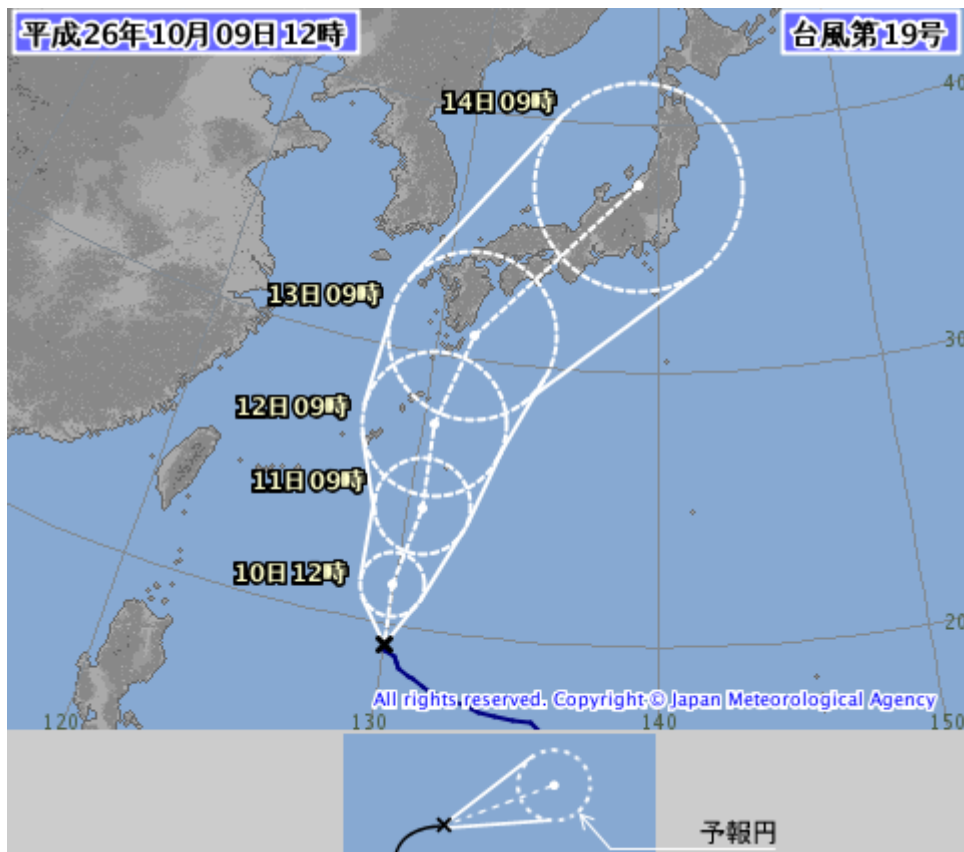 平成26年10月09日12時
台風第19号
40
14日09時
13日09時
30
12日09時
11日09時
10日12時
20
All rights reserved. Copyright © Japan Meteorological Agency
120
130
140
150
予報円